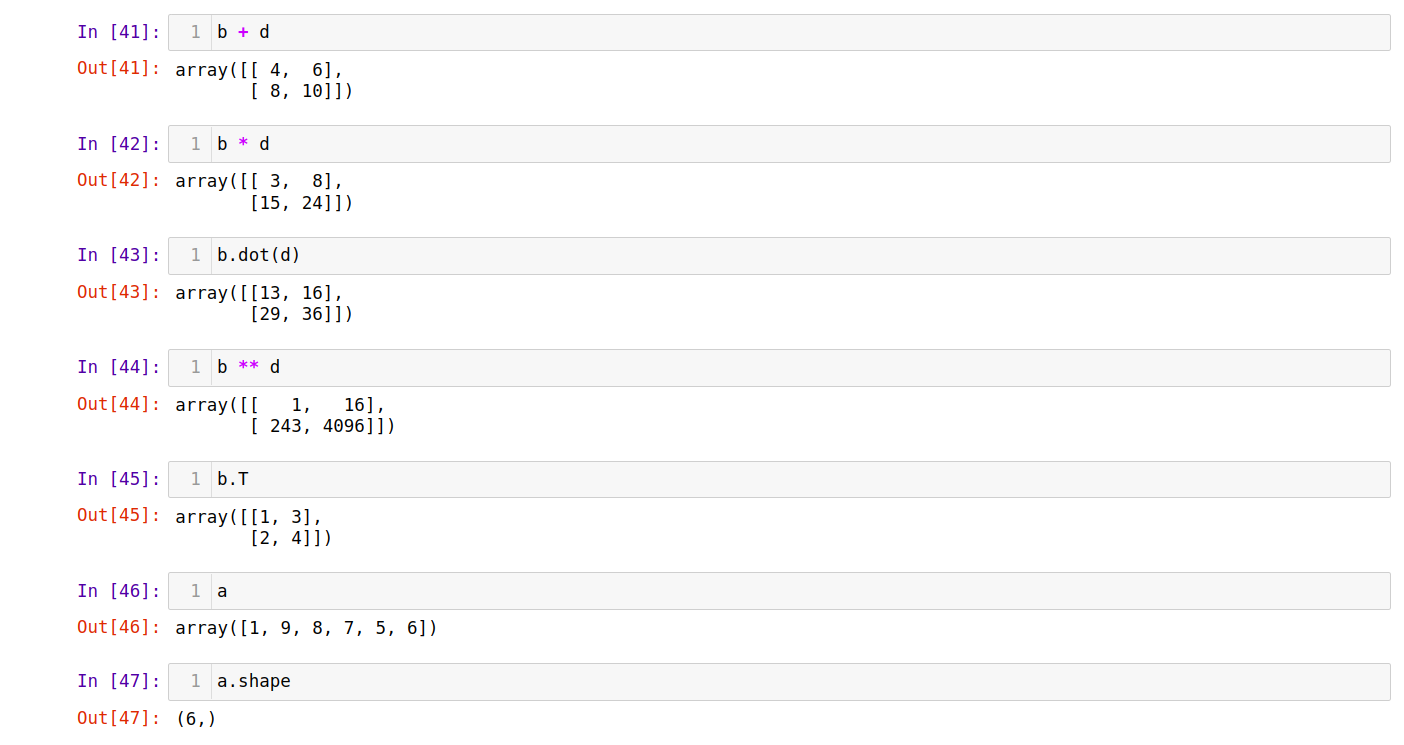 In [41]: 1 b + d
Out[41]: array([[ 4,  6],
       [ 8, 10]])
In [42]: 1 b * d
Out[42]: array([[ 3,  8],
       [15, 24]])
In [43]: 1 b.dot(d)
Out[43]: array([[13, 16],
       [29, 36]])
In [44]: 1 b ** d
Out[44]: array([[   1,   16],
       [ 243, 4096]])
In [45]: 1 b.T
Out[45]: array([[1, 3],
       [2, 4]])
In [46]: 1 a
Out[46]: array([1, 9, 8, 7, 5, 6])
In [47]: 1 a.shape
Out[47]: (6,)